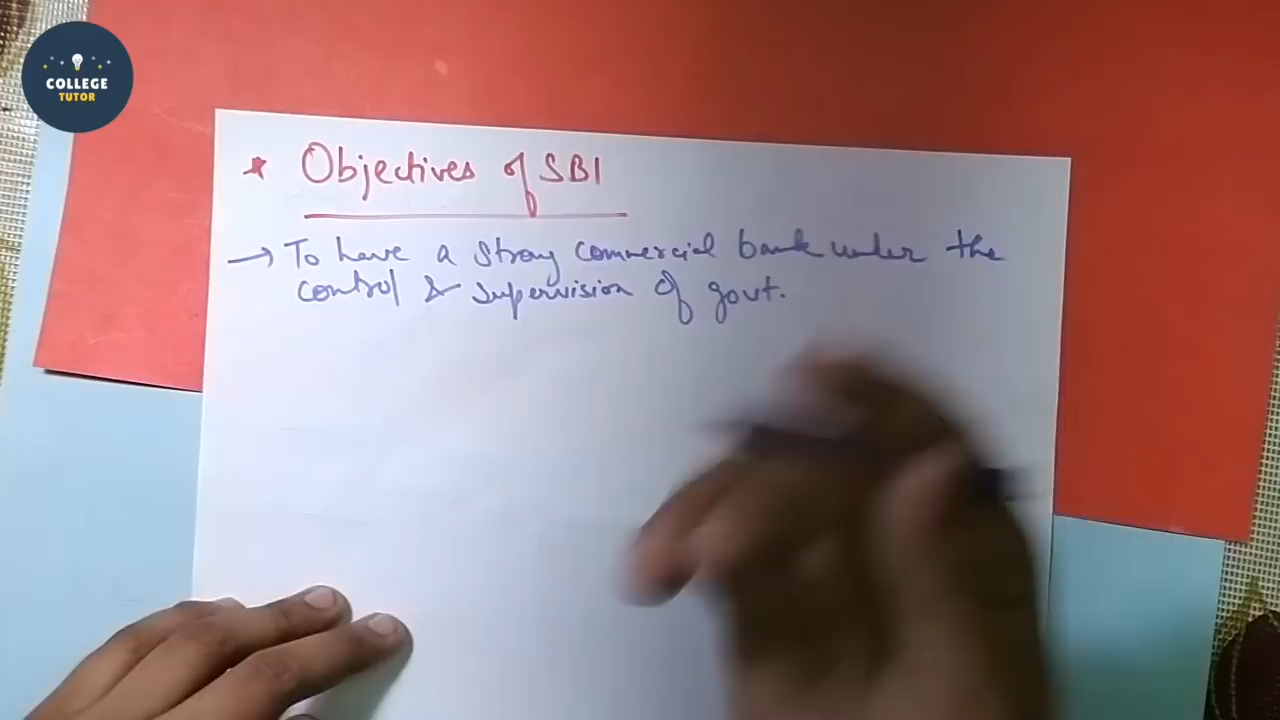 COLLEGE
TUTOR
* Objectives of SBI
→ To have a strong commercial bank under the
control & supervision of govt.